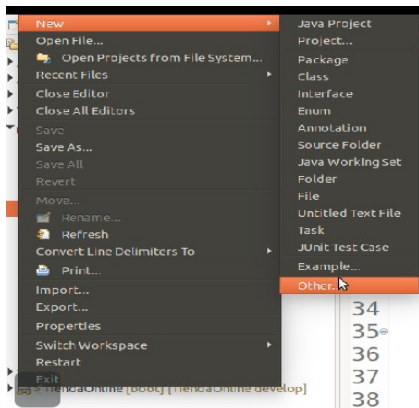 New
Open File...
Open Projects from File System...
Recent Files
Close Editor
Close All Editors
Save
Save As...
Save All
Revert
Move...
Rename...
Refresh
Convert Line Delimiters To
Print...
Import...
Export...
Properties
Switch Workspace
Restart
Exit
Java Project
Project...
Package
Class
Interface
Enum
Annotation
Source Folder
Java Working Set
Folder
File
Untitled Text File
Task
JUnit Test Case
Example...
Other...
34
35
36
37
38
TiendaOnline [boot] [TiendaOnline develop]